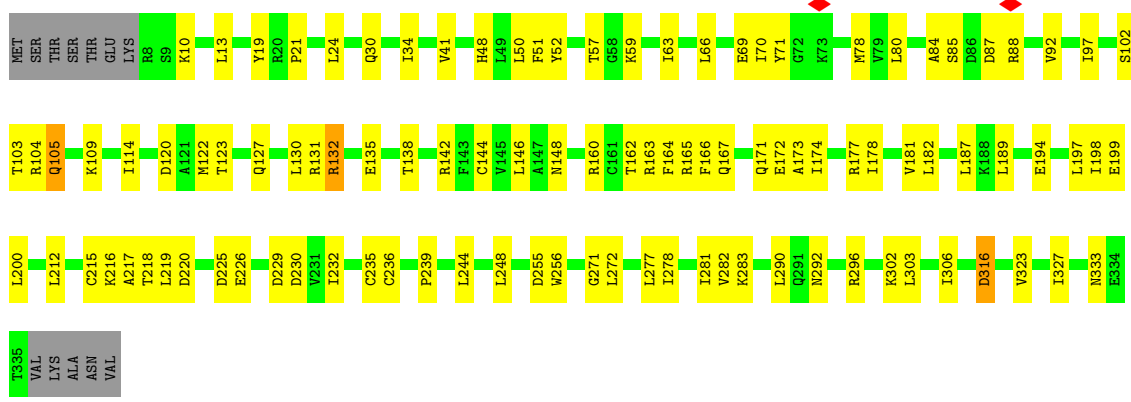 MET SER THR SER THR GLU LYS R8 S9 K10 L13 Y19 R20 P21 L24 Q30 I34 V41 H48 L49 L50 F51 Y52 T57 G58 K59 I63 L66 E69 I70 Y71 G72 K73 M78 V79 L80 A84 S85 D86 D87 R88 V92 I97 S102
T103 R104 Q105 K109 I114 D120 A121 M122 T123 Q127 L130 R131 R132 E135 T138 R142 F143 C144 V145 L146 A147 N148 R160 C161 T162 R163 F164 R165 F166 Q167 Q171 E172 A173 I174 R177 I178 V181 L182 L187 K188 L189 E194 L197 I198 E199
L200 L212 C215 K216 A217 T218 L219 D220 D225 E226 D229 D230 V231 I232 C235 C236 P239 L244 L248 D255 W256 G271 L272 L277 I278 I281 V282 K283 L290 Q291 N292 R296 K302 L303 I306 D316 V323 I327 N333 E334
T335 VAL LYS ALA ASN VAL